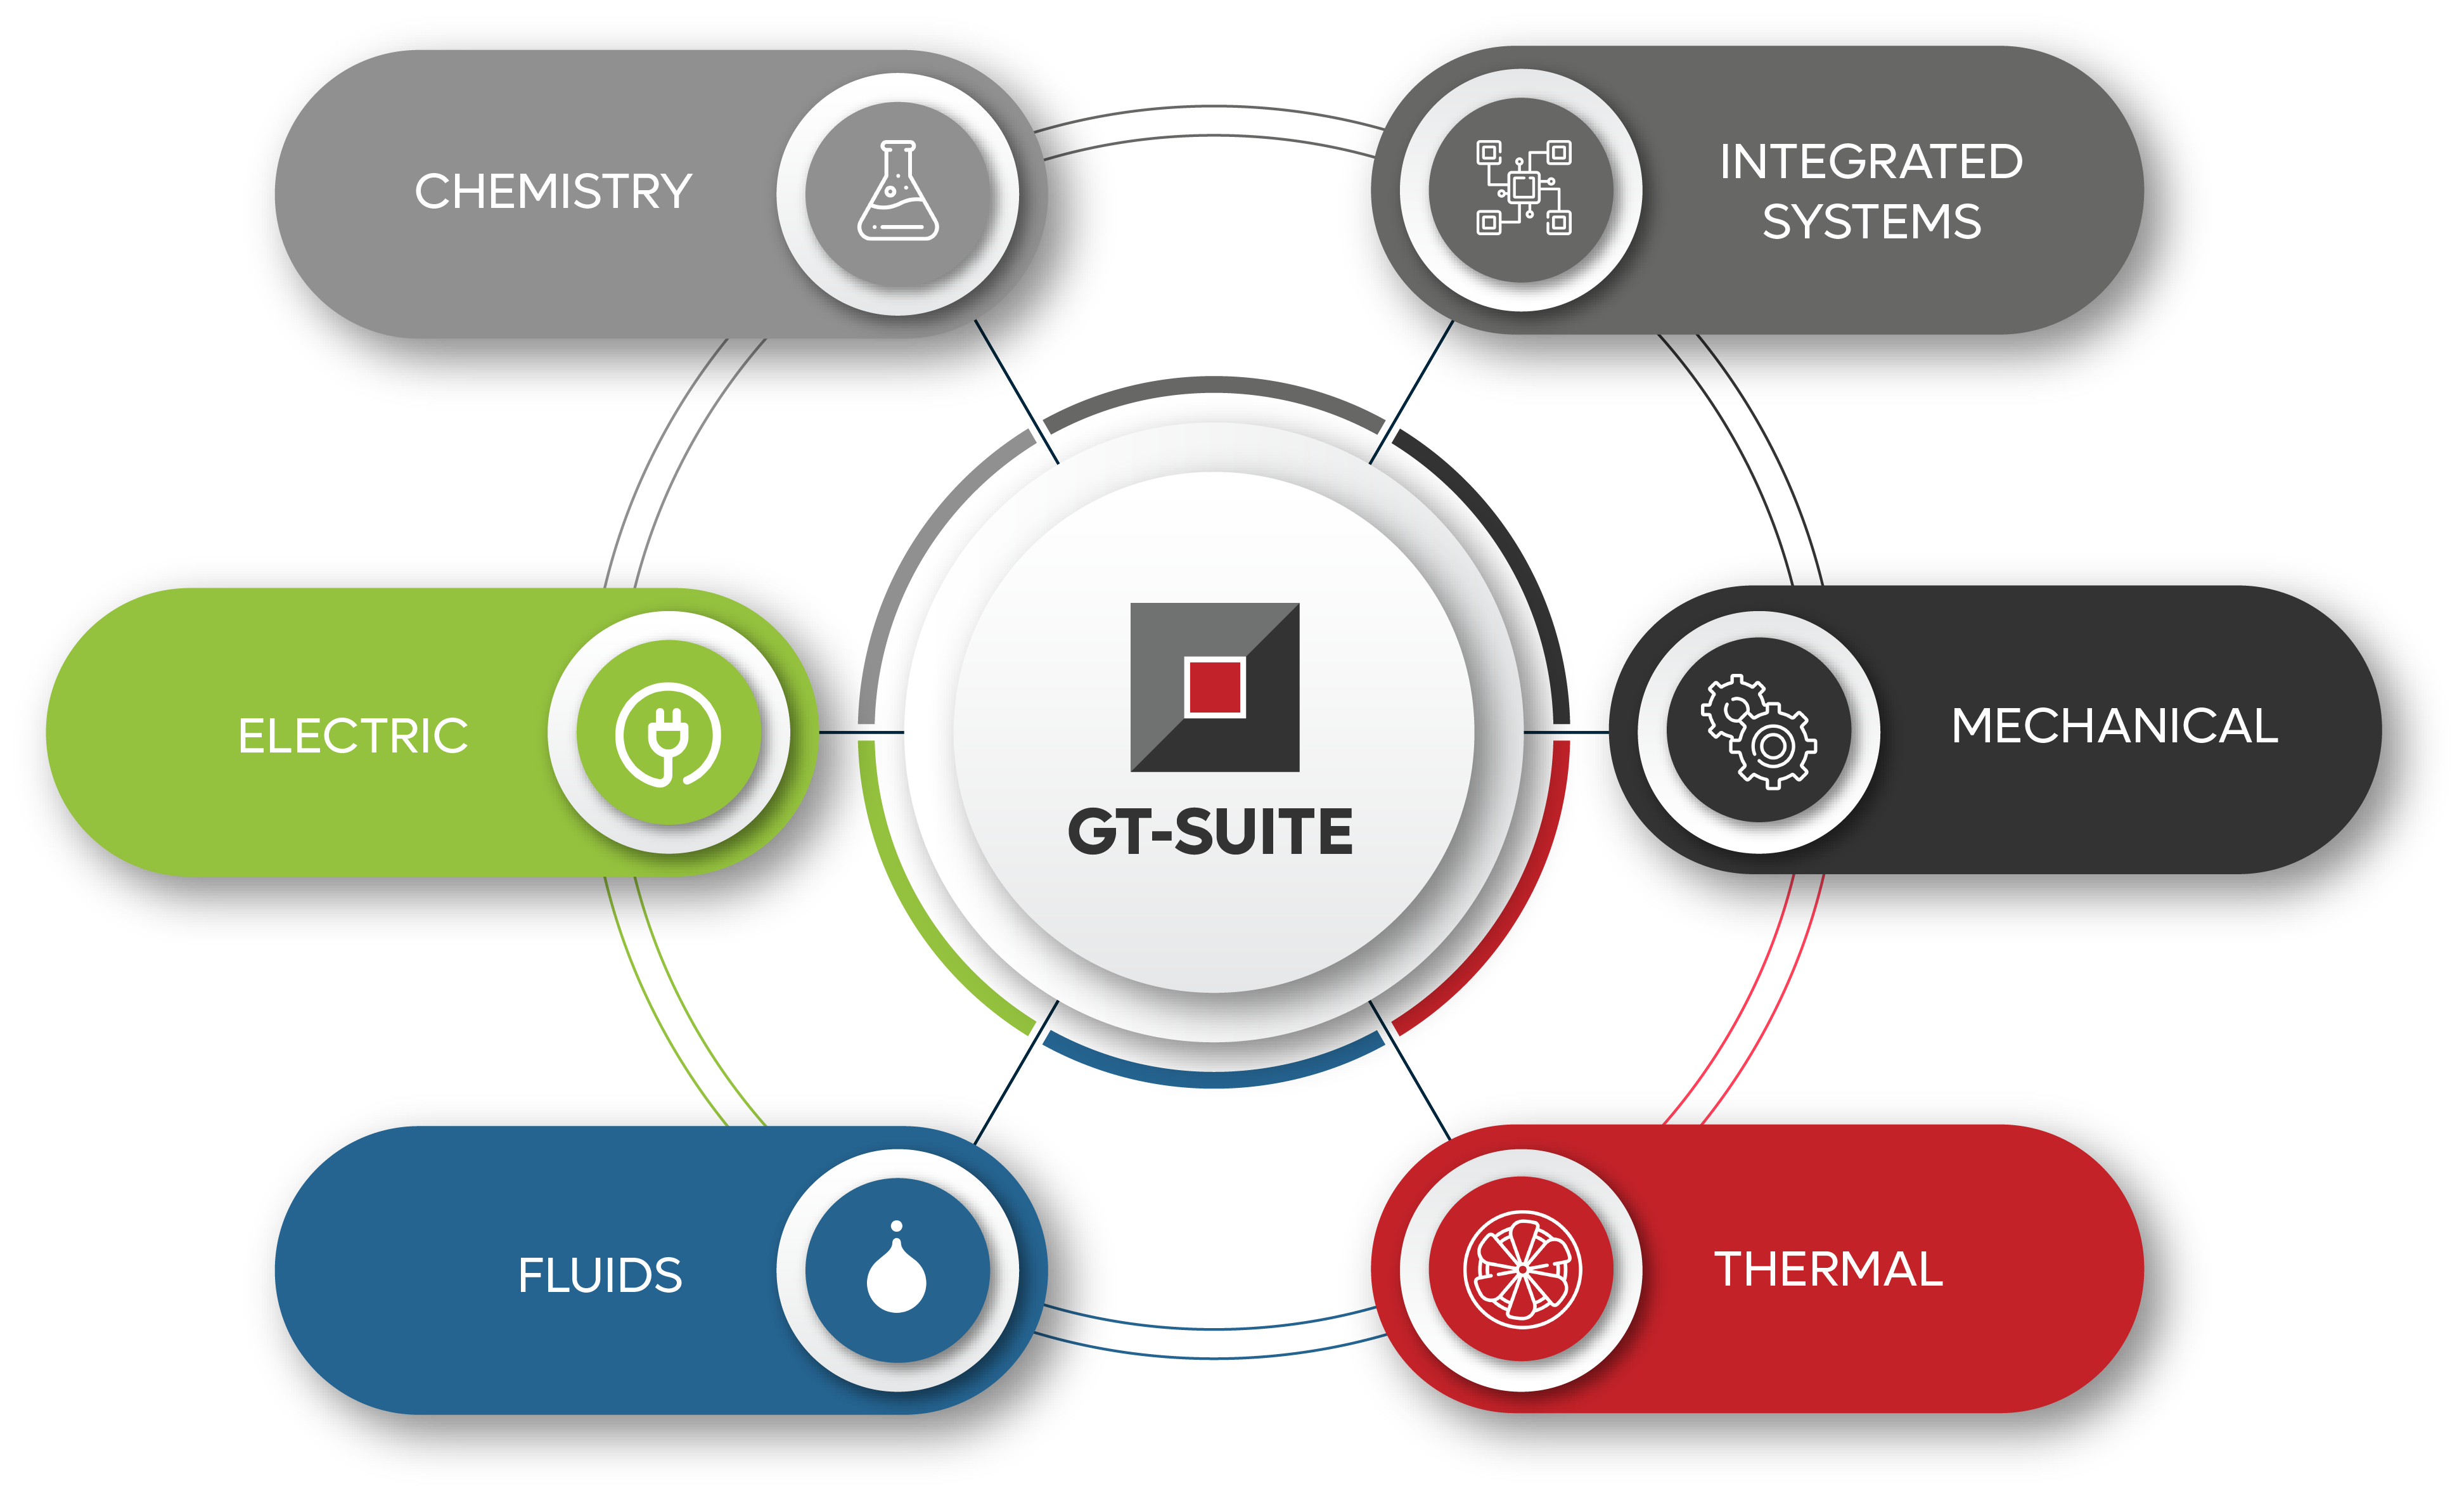 CHEMISTRY
INTEGRATED
SYSTEMS
ELECTRIC
GT-SUITE
MECHANICAL
FLUIDS
THERMAL